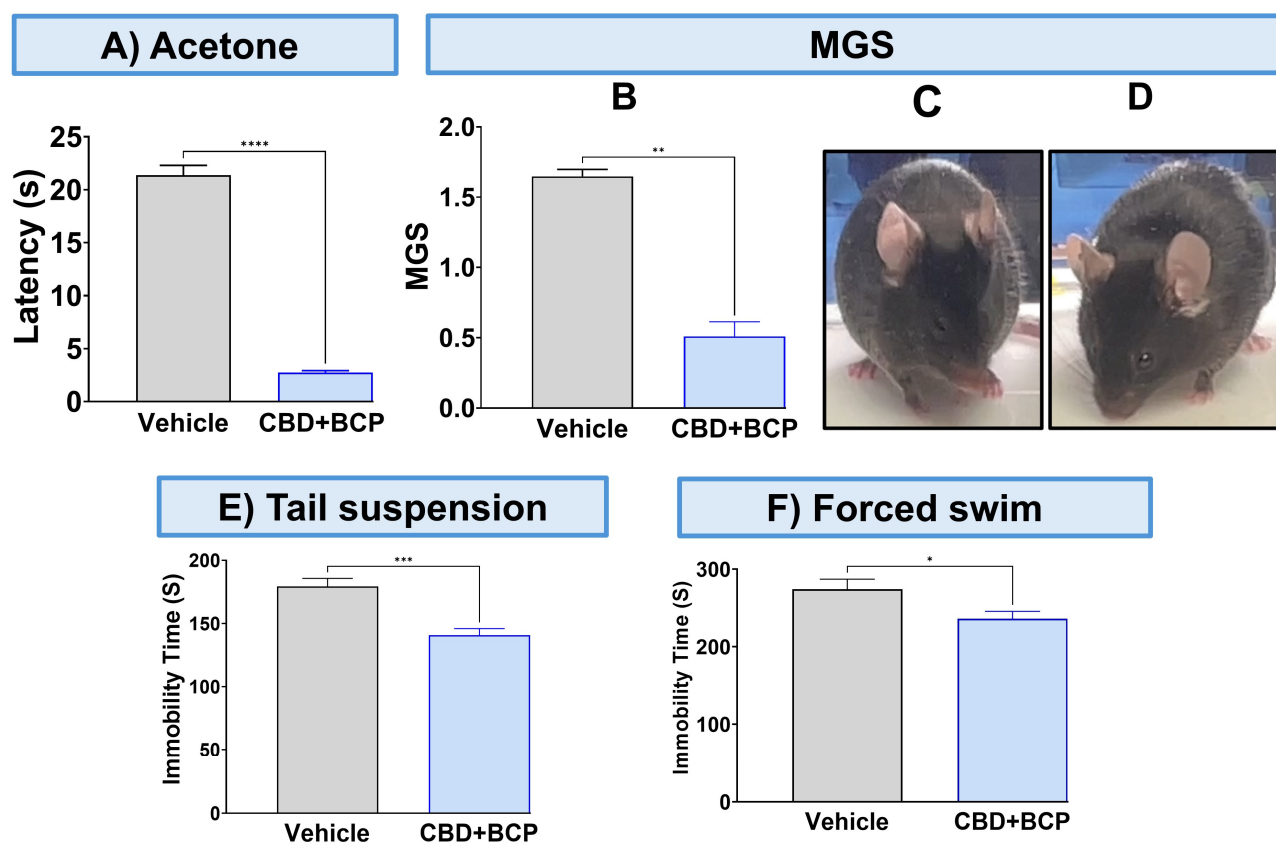 A) Acetone
MGS
B
C
D
Latency (s)
25
20
15
10
5
0
****
Vehicle
CBD+BCP
MGS
2.0
1.5
1.0
0.5
0.0
**
Vehicle
CBD+BCP
E) Tail suspension
F) Forced swim
Immobility Time (S)
200
150
100
50
0
***
Vehicle
CBD+BCP
Immobility Time (S)
300
200
100
0
*
Vehicle
CBD+BCP